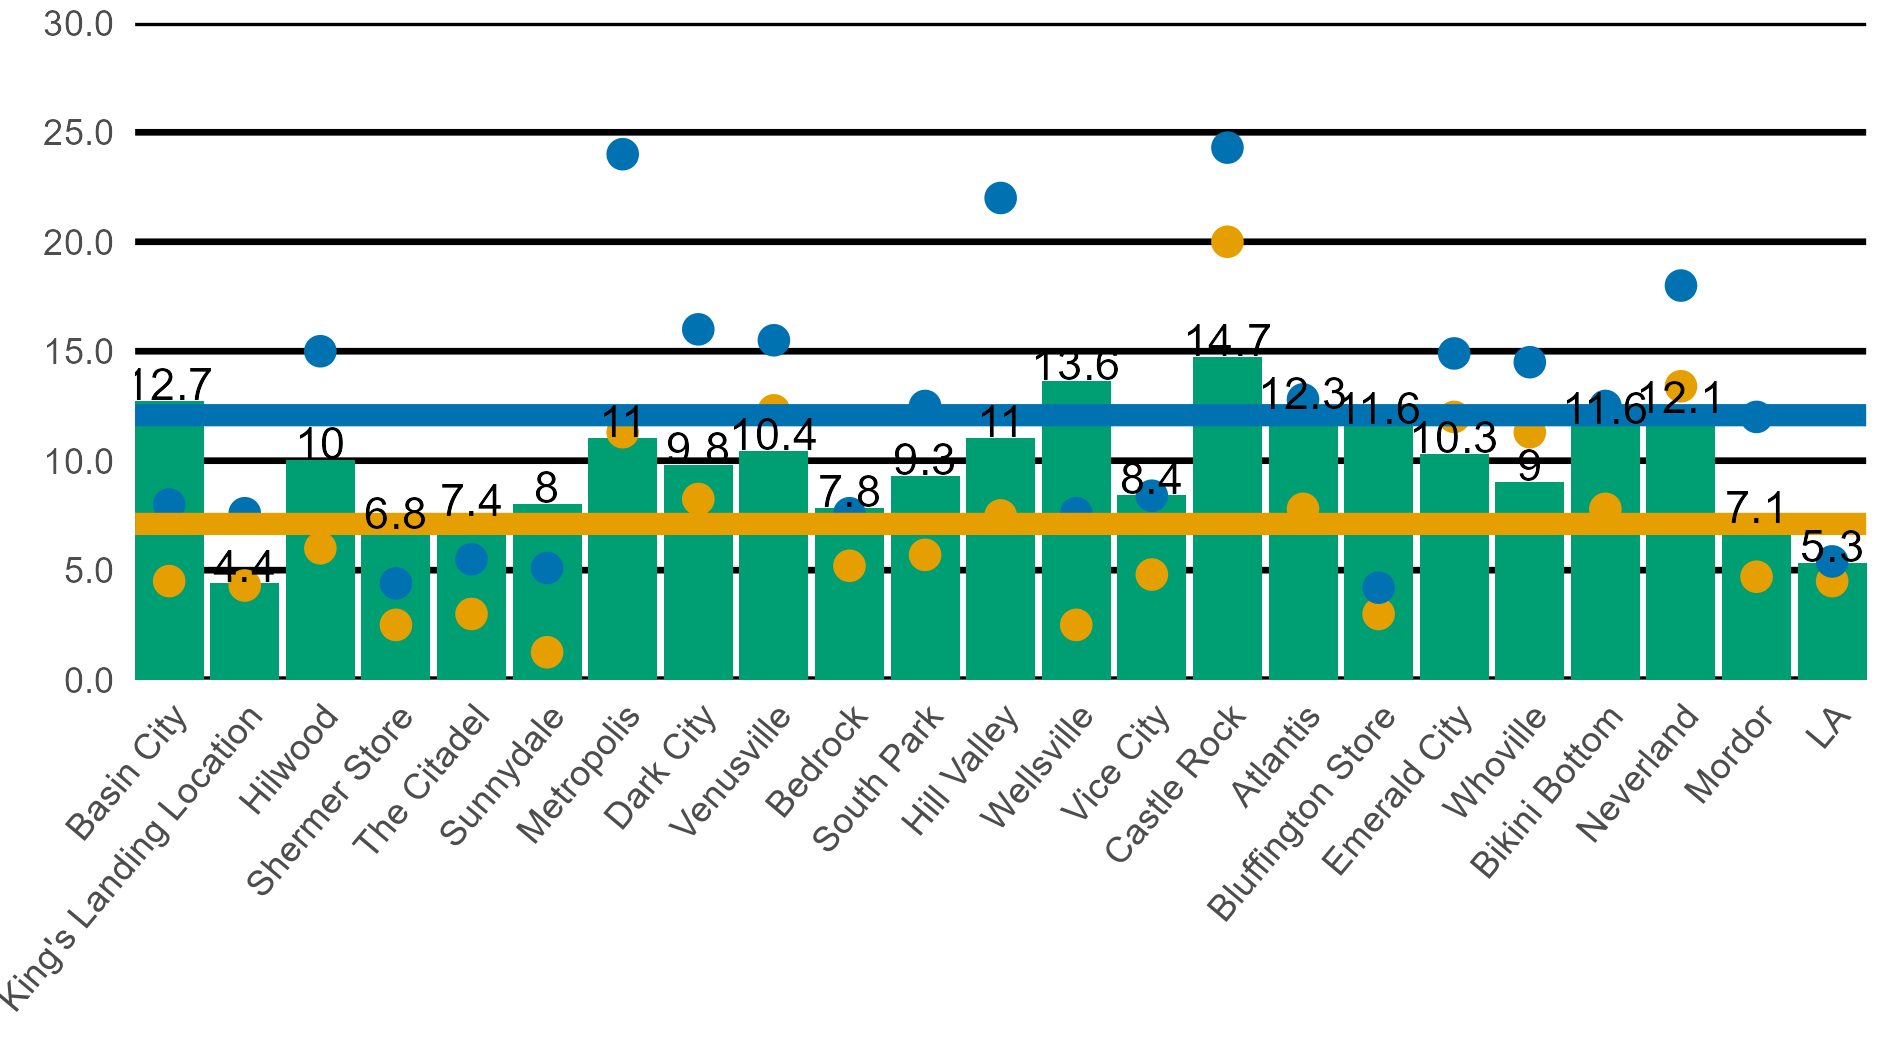 30.0
25.0
20.0
15.0
10.0
5.0
0.0
12.7
4.4
10
6.8
7.4
8
11
9.8
10.4
7.8
9.3
11
13.6
8.4
14.7
12.3
11.6
10.3
9
11.6
12.1
7.1
5.3
Basin City
King's Landing Location
Hilwood
Shermer Store
The Citadel
Sunnydale
Metropolis
Dark City
Venusville
Bedrock
South Park
Hill Valley
Wellsville
Vice City
Castle Rock
Atlantis
Bluffington Store
Emerald City
Whoville
Bikini Bottom
Neverland
Mordor
LA